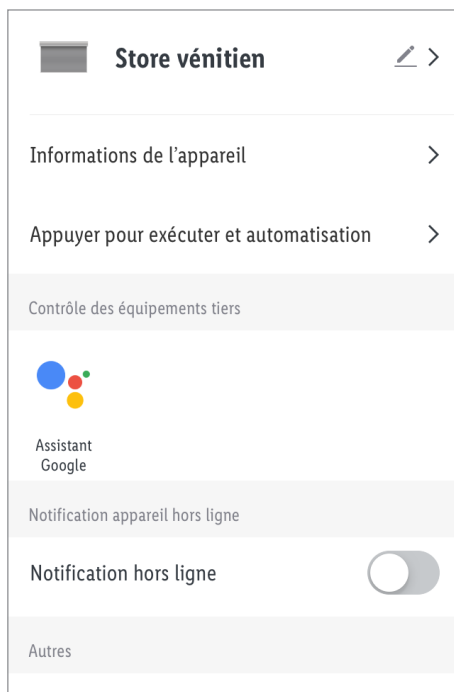 Store vénitien
Informations de l’appareil
Appuyer pour exécuter et automatisation
Contrôle des équipements tiers
Assistant
Google
Notification appareil hors ligne
Notification hors ligne
Autres